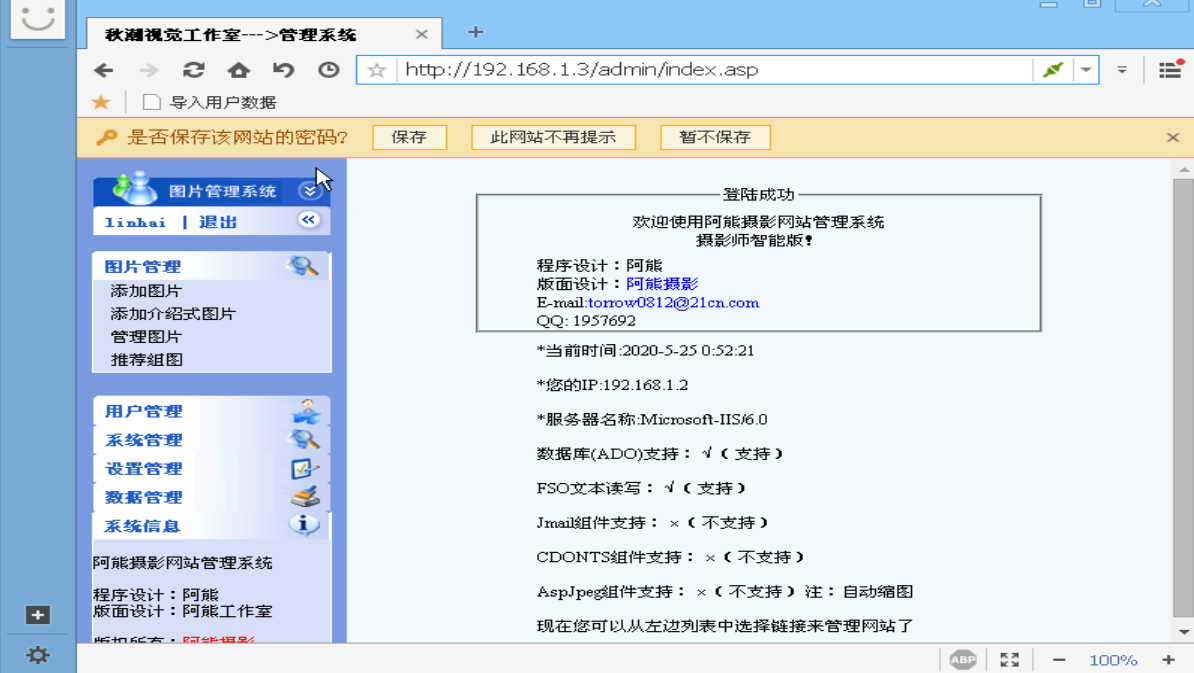 秋潮视觉工作室--->管理系统
http://192.168.1.3/admin/index.asp
导入用户数据
是否保存该网站的密码? 保存 此网站不再提示 暂不保存
图片管理系统
linhai | 退出
图片管理
添加图片
添加介绍式图片
管理图片
推荐组图
用户管理
系统管理
设置管理
数据管理
系统信息
阿能摄影网站管理系统
程序设计：阿能
版面设计：阿能工作室
版权所有：阿能摄影
登陆成功
欢迎使用阿能摄影网站管理系统
摄影师智能版!
程序设计：阿能
版面设计：阿能摄影
E-mail:torrow0812@21cn.com
QQ: 1957692
*当前时间:2020-5-25 0:52:21
*您的IP:192.168.1.2
*服务器名称:Microsoft-IIS/6.0
数据库(ADO)支持： √ ( 支持 )
FSO文本读写： √ ( 支持 )
Jmail组件支持： × ( 不支持 )
CDONTS组件支持： × ( 不支持 )
AspJpeg组件支持： × ( 不支持 ) 注：自动缩图
现在您可以从左边列表中选择链接来管理网站了
ABP 100%